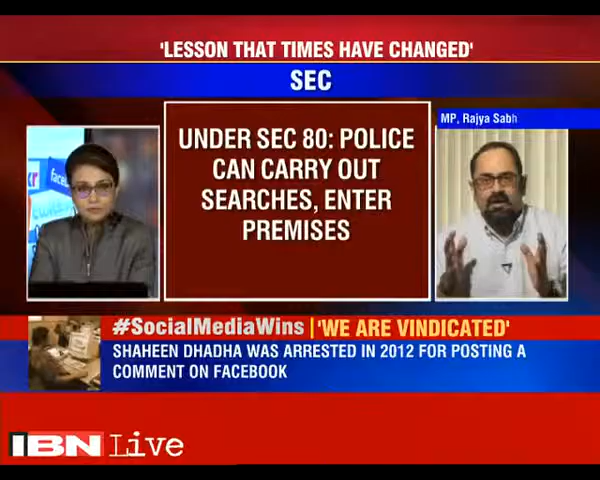 'LESSON THAT TIMES HAVE CHANGED'
SEC
UNDER SEC 80: POLICE
CAN CARRY OUT
SEARCHES, ENTER
PREMISES
MP, Rajya Sabh
#SocialMediaWins 'WE ARE VINDICATED'
SHAHEEN DHADHA WAS ARRESTED IN 2012 FOR POSTING A
COMMENT ON FACEBOOK
IBN Live